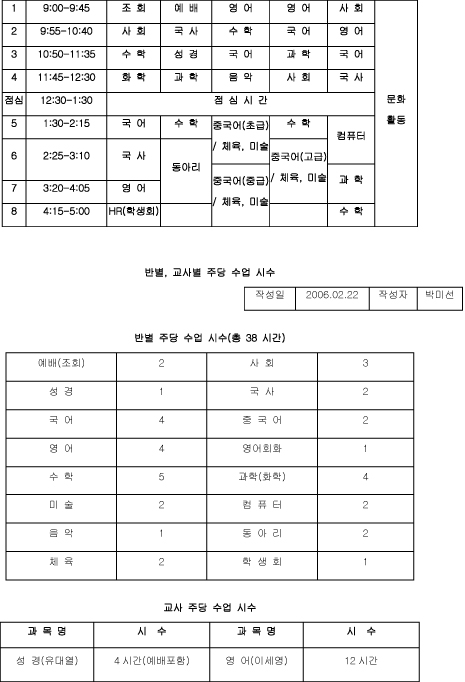 1 9:00-9:45 조 회 예 배 영 어 영 어 사 회
2 9:55-10:40 사 회 국 사 수 학 국 어 영 어
3 10:50-11:35 수 학 성 경 국 어 과 학 국 어
4 11:45-12:30 화 학 과 학 음 악 사 회 국 사
문화
활동
점심 12:30-1:30 점 심 시 간
5 1:30-2:15 국 어 수 학 중국어(초급)
/ 체육, 미술 수 학 컴퓨터
6 2:25-3:10 국 사 동아리 중국어(고급)
/ 체육, 미술
7 3:20-4:05 영 어 중국어(중급)
/ 체육, 미술 과 학
8 4:15-5:00 HR(학생회) 수 학
반별, 교사별 주당 수업 시수
작성일 2006.02.22 작성자 박미선
반별 주당 수업 시수(총 38 시간)
예배(조회) 2 사 회 3
성 경 1 국 사 2
국 어 4 중 국 어 2
영 어 4 영어회화 1
수 학 5 과학(화학) 4
미 술 2 컴 퓨 터 2
음 악 1 동 아 리 2
체 육 2 학 생 회 1
교사 주당 수업 시수
과 목 명 시 수 과 목 명 시 수
성 경(유대열) 4시간(예배포함) 영 어(이세영) 12시간